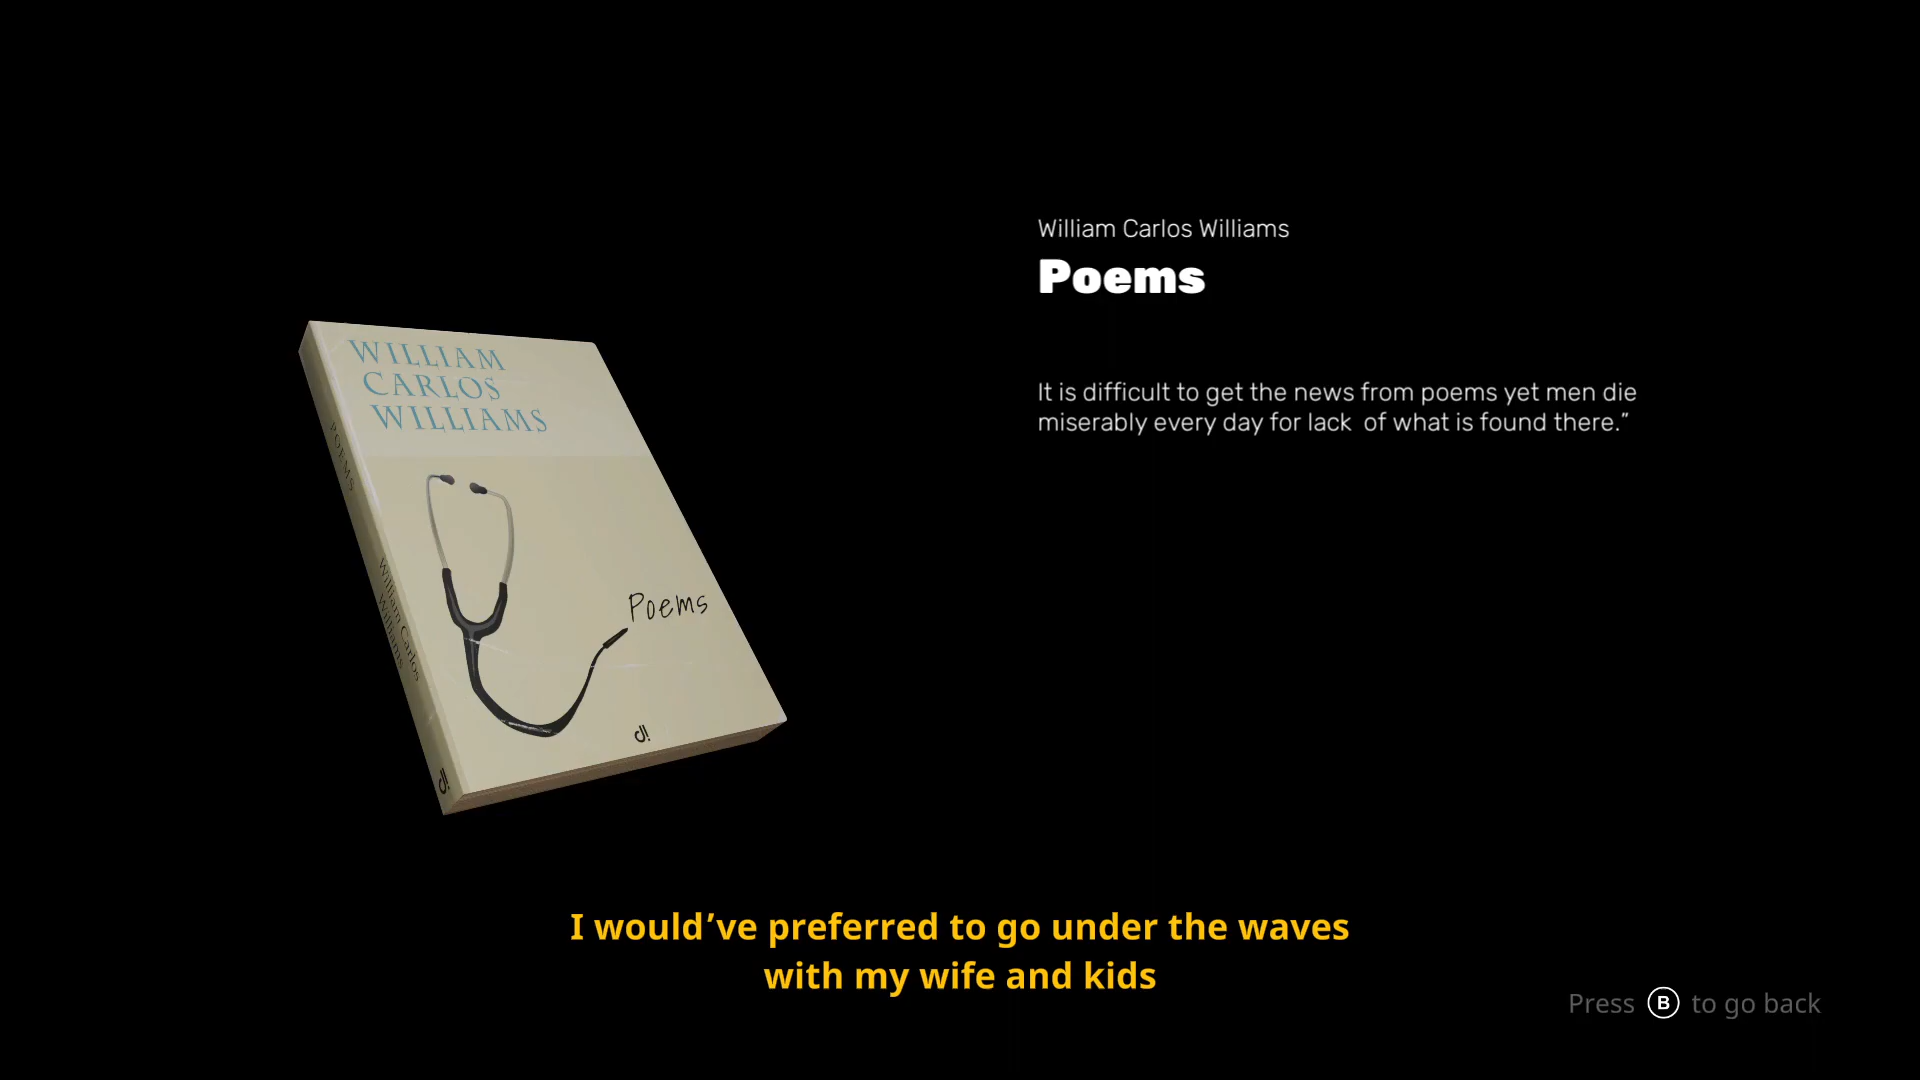 William Carlos Williams
Poems
It is difficult to get the news from poems yet men die
miserably every day for lack  of what is found there.”
WILLIAM
CARLOS
WILLIAMS
Poems
d!
POEMS
William Carlos
Williams
d!
I would’ve preferred to go under the waves
with my wife and kids
Press B to go back